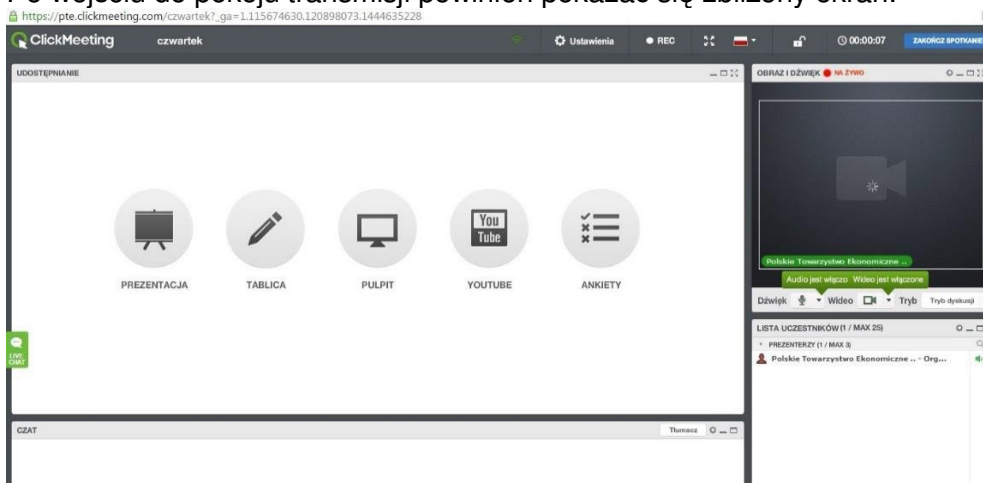 Po wejściu do pokoju transmisji powinien pokazać się zbliżony ekran:
https://pte.clickmeeting.com/czwartek?_ga=1.115674630.120898073.1444635228
ClickMeeting czwartek Ustawienia REC 00:00:07 ZAKOŃCZ SPOTKANIE
UDOSTĘPNIANIE
OBRAZ I DŹWIĘK NA ŻYWO
You
Tube
PREZENTACJA TABLICA PULPIT YOUTUBE ANKIETY
Polskie Towarzystwo Ekonomiczne ..
Audio jest włączo Wideo jest włączone
Dźwięk Wideo Tryb Tryb dyskusji
LISTA UCZESTNIKÓW (1 / MAX 25)
PREZENTERZY (1 / MAX 3)
Polskie Towarzystwo Ekonomiczne .. - Org...
LIVE
CHAT
CZAT Tłumacz